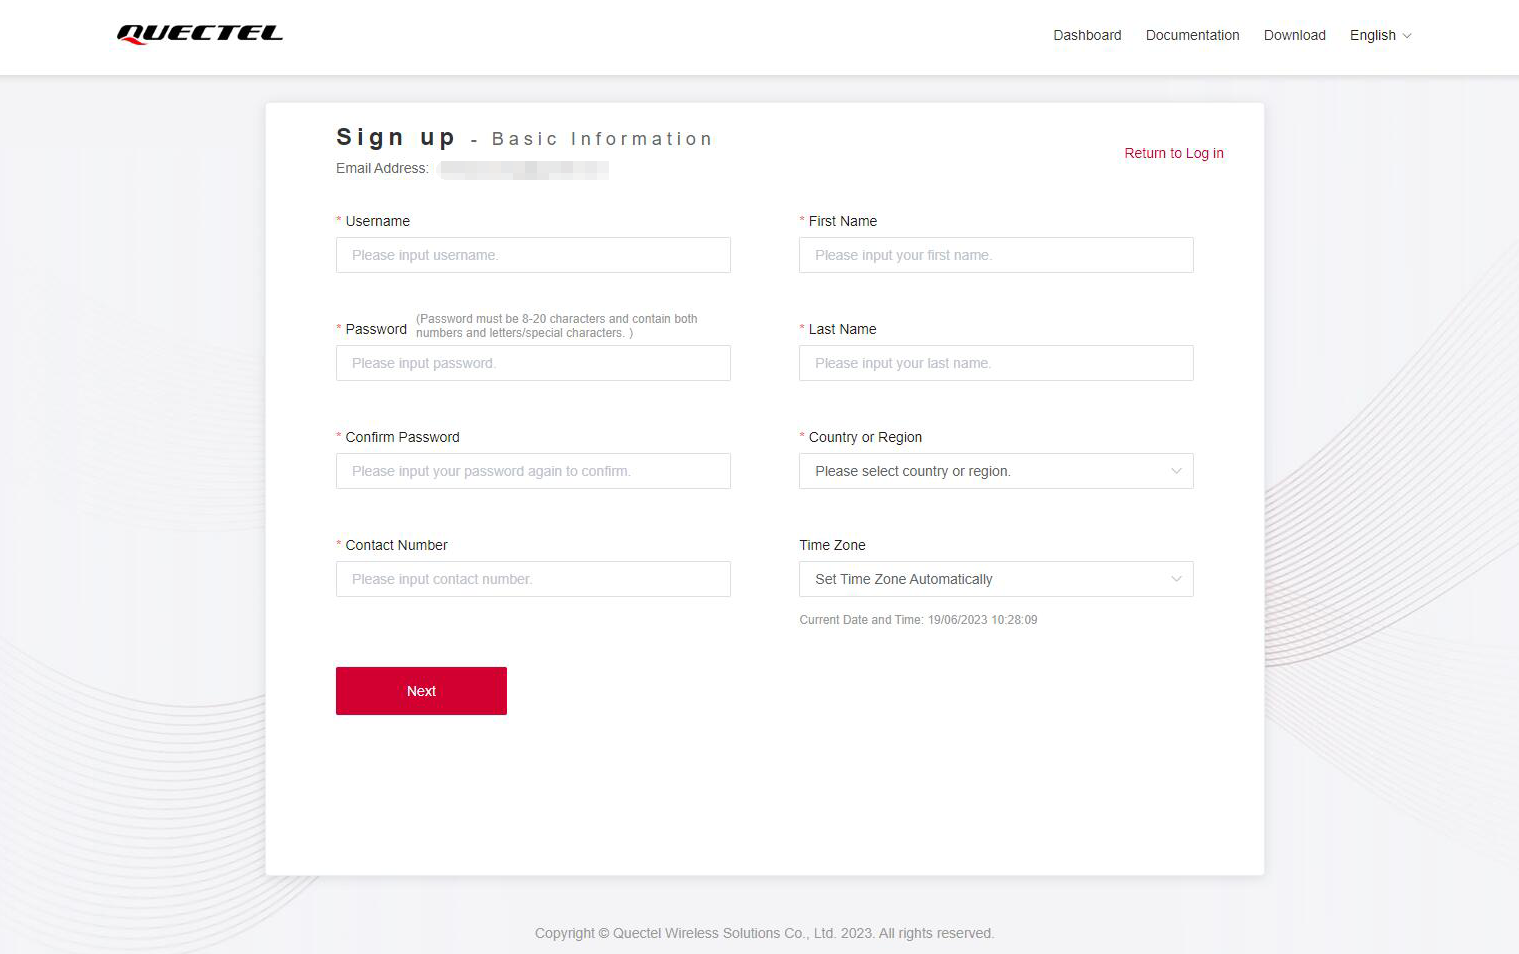 QUECTEL
Dashboard Documentation Download English
Sign up - Basic Information
Email Address:
Return to Log in
* Username
Please input username.
* First Name
Please input your first name.
* Password (Password must be 8-20 characters and contain both
numbers and letters/special characters. )
Please input password.
* Last Name
Please input your last name.
* Confirm Password
Please input your password again to confirm.
* Country or Region
Please select country or region.
* Contact Number
Please input contact number.
Time Zone
Set Time Zone Automatically
Current Date and Time: 19/06/2023 10:28:09
Next
Copyright © Quectel Wireless Solutions Co., Ltd. 2023. All rights reserved.